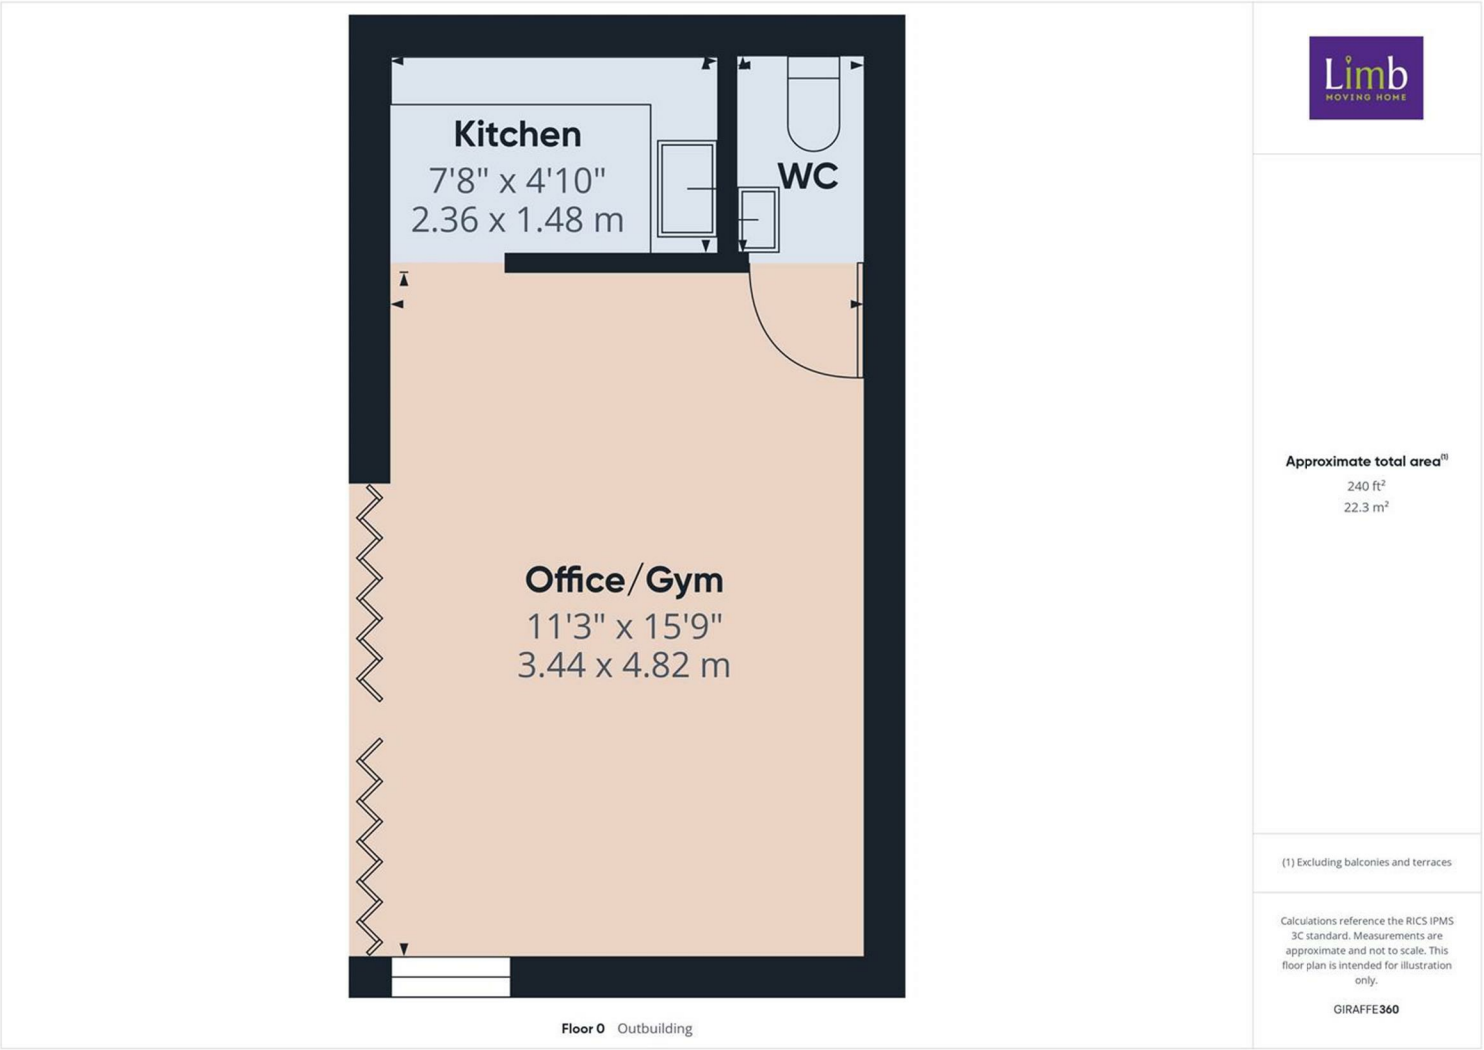 Kitchen
7'8" x 4'10"
2.36 x 1.48 m
WC
Office/Gym
11'3" x 15'9"
3.44 x 4.82 m
Floor 0 Outbuilding
Limb
MOVING HOME
Approximate total area(1)
240 ft²
22.3 m²
(1) Excluding balconies and terraces
Calculations reference the RICS IPMS
3C standard. Measurements are
approximate and not to scale. This
floor plan is intended for illustration
only.
GIRAFFE360